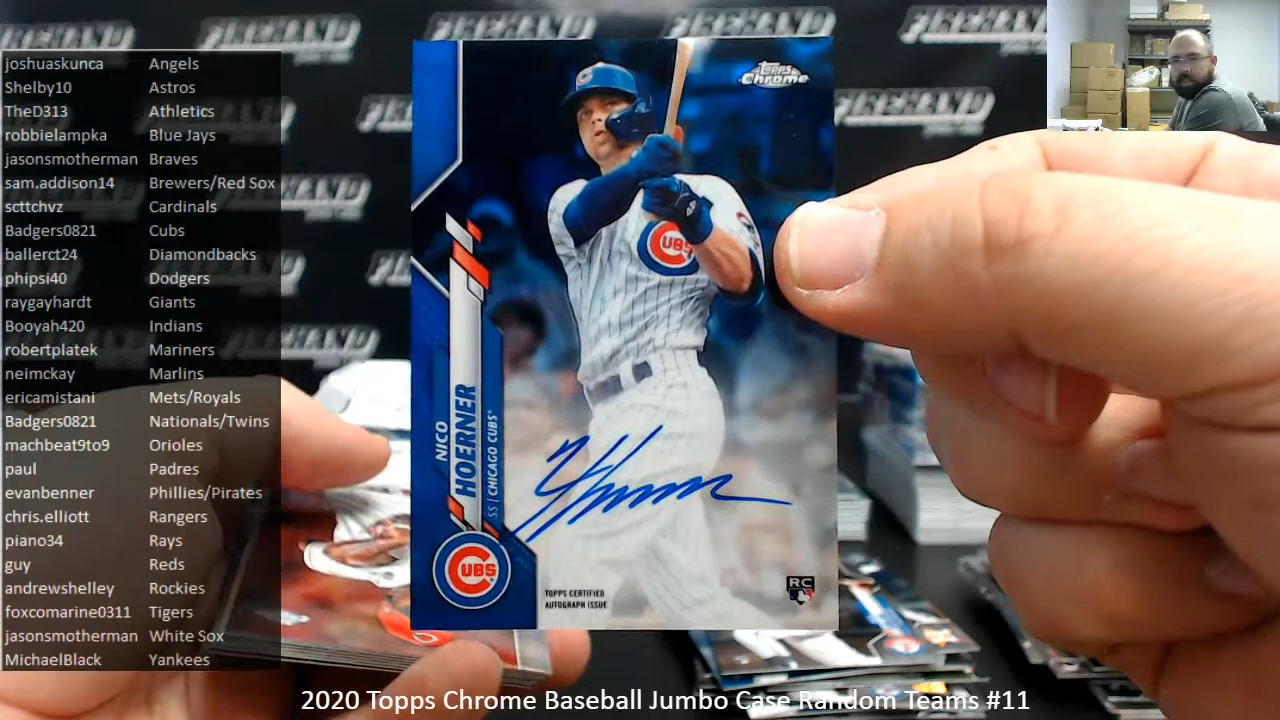 joshuaskunca Angels
Shelby10 Astros
TheD313 Athletics
robbielampka Blue Jays
jasonsmotherman Braves
sam.addison14 Brewers/Red Sox
scttchvz Cardinals
Badgers0821 Cubs
ballerct24 Diamondbacks
phipsi40 Dodgers
raygayhardt Giants
Booyah420 Indians
robertplatek Mariners
neimckay Marlins
ericamistani Mets/Royals
Badgers0821 Nationals/Twins
machbeat9to9 Orioles
paul Padres
evanbenner Phillies/Pirates
chris.elliott Rangers
piano34 Rays
guy Reds
andrewshelley Rockies
foxcomarine0311 Tigers
jasonsmotherman White Sox
MichaelBlack Yankees
FIREHAND
FIREHAND
FIREHAND
FIREHAND
Topps
Chrome
CUBS
NICO
HOERNER
SS | CHICAGO CUBS®
CUBS
TOPPS CERTIFIED
AUTOGRAPH ISSUE
RC
2020 Topps Chrome Baseball Jumbo Case Random Teams #11